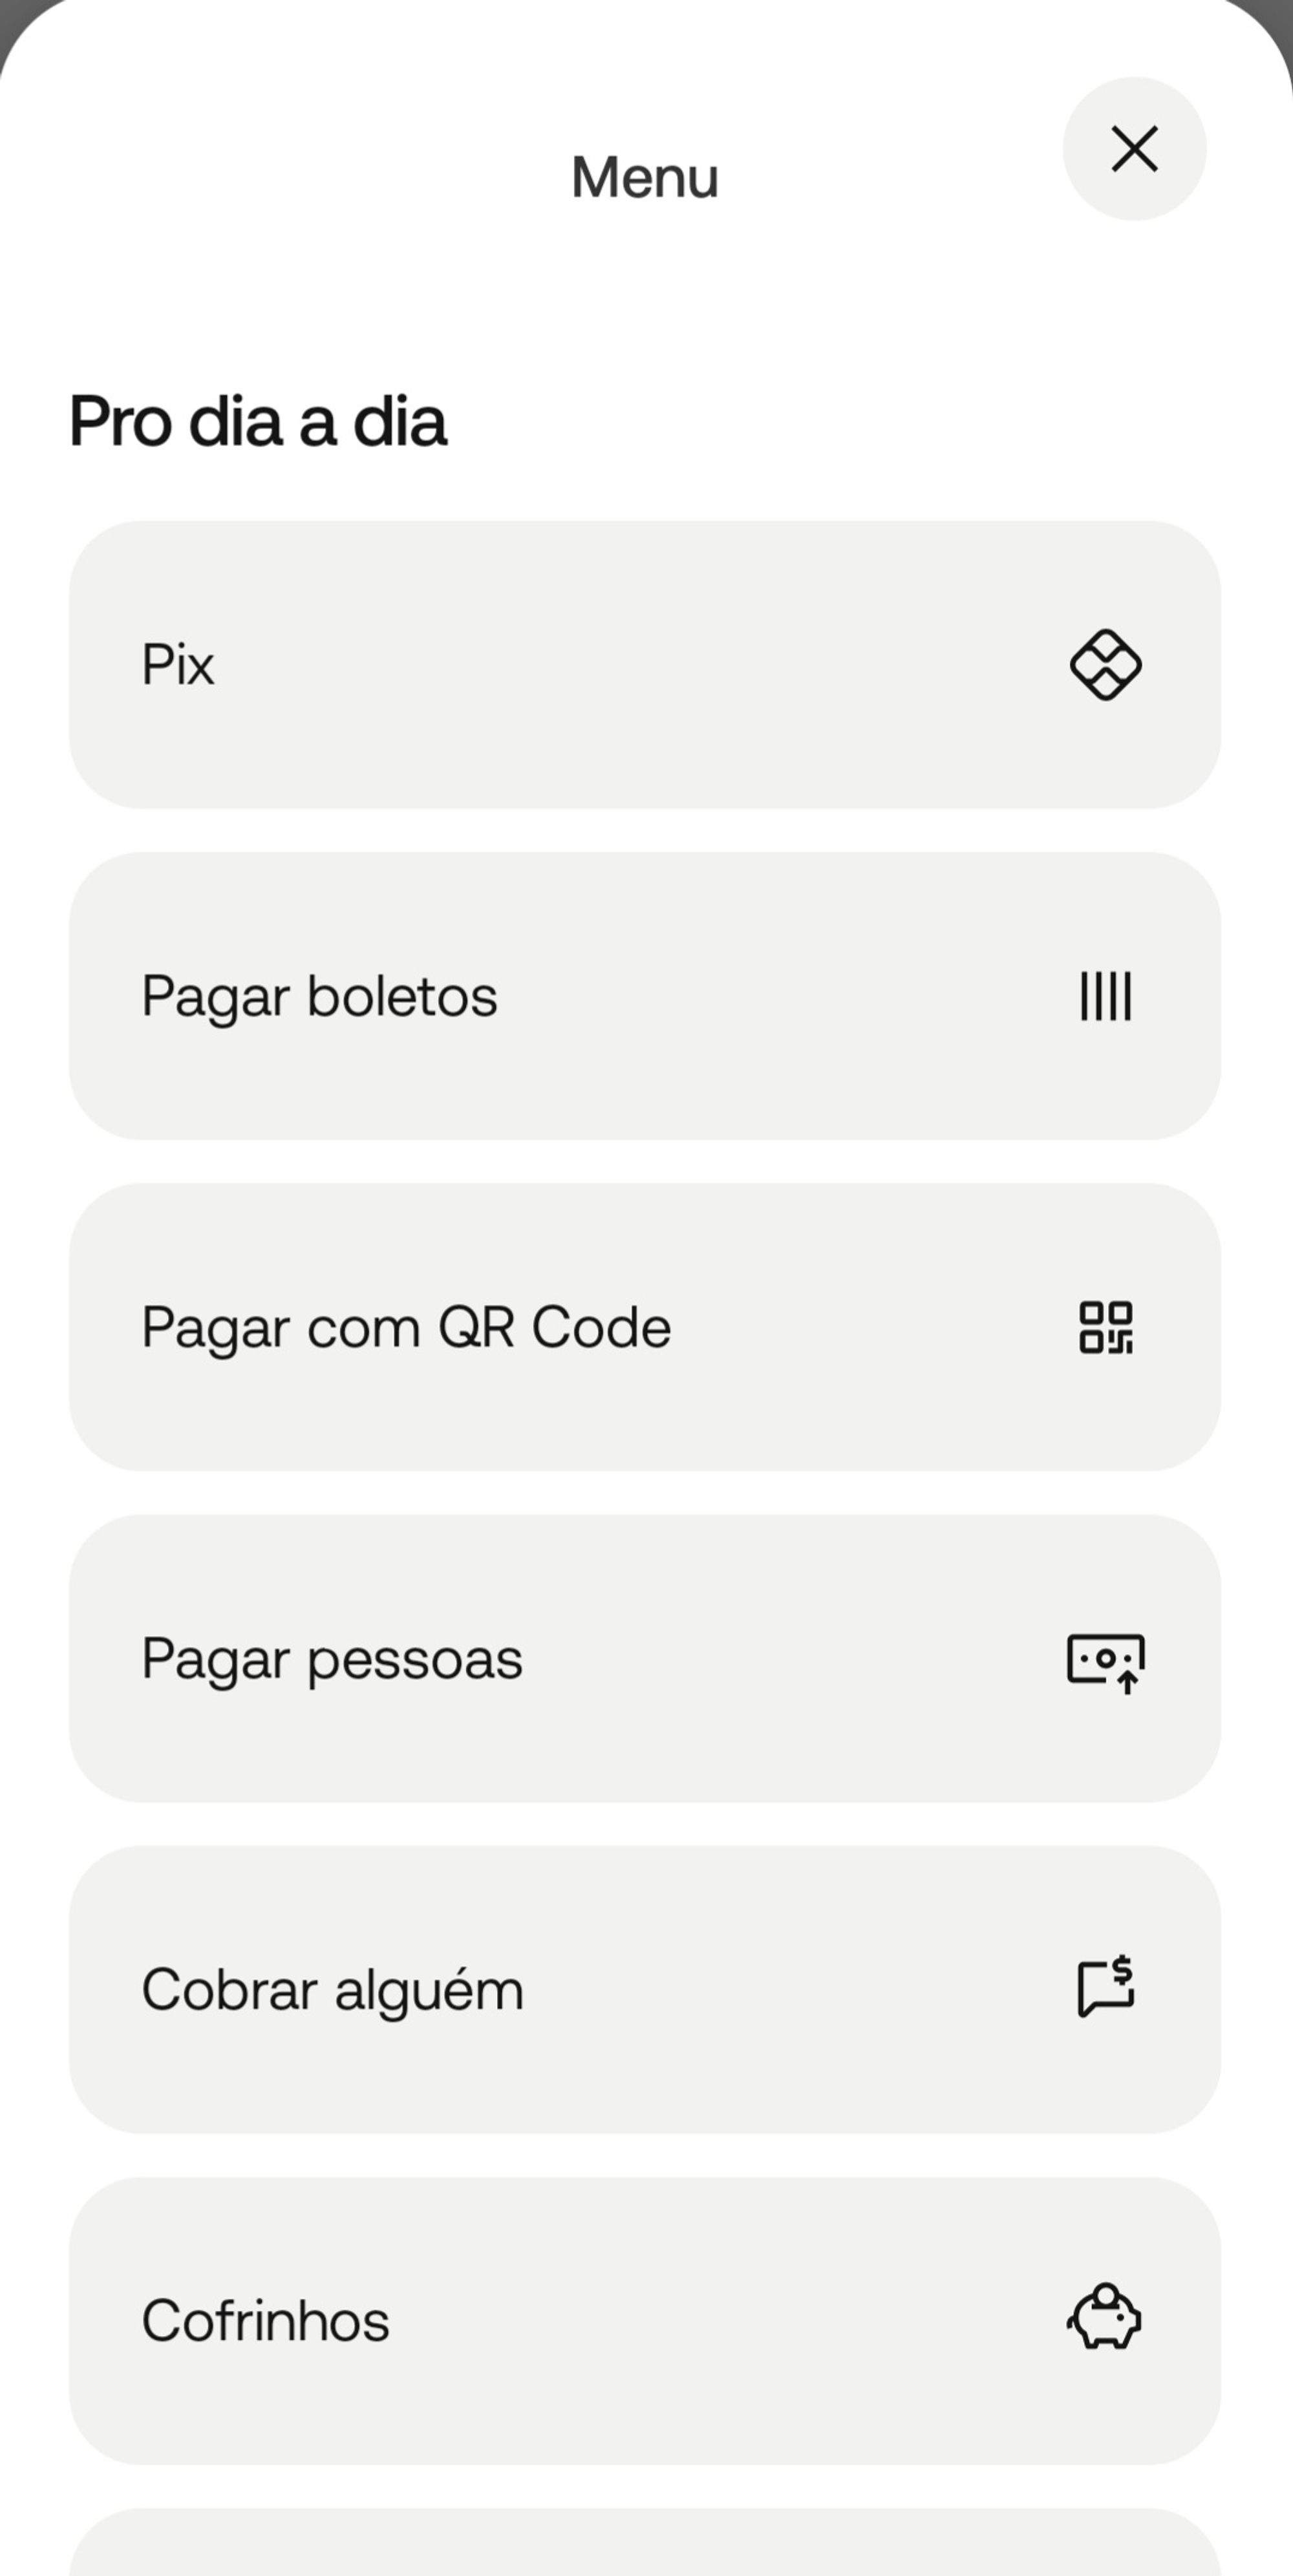 Menu
Pro dia a dia
Pix
Pagar boletos
Pagar com QR Code
Pagar pessoas
Cobrar alguém
Cofrinhos